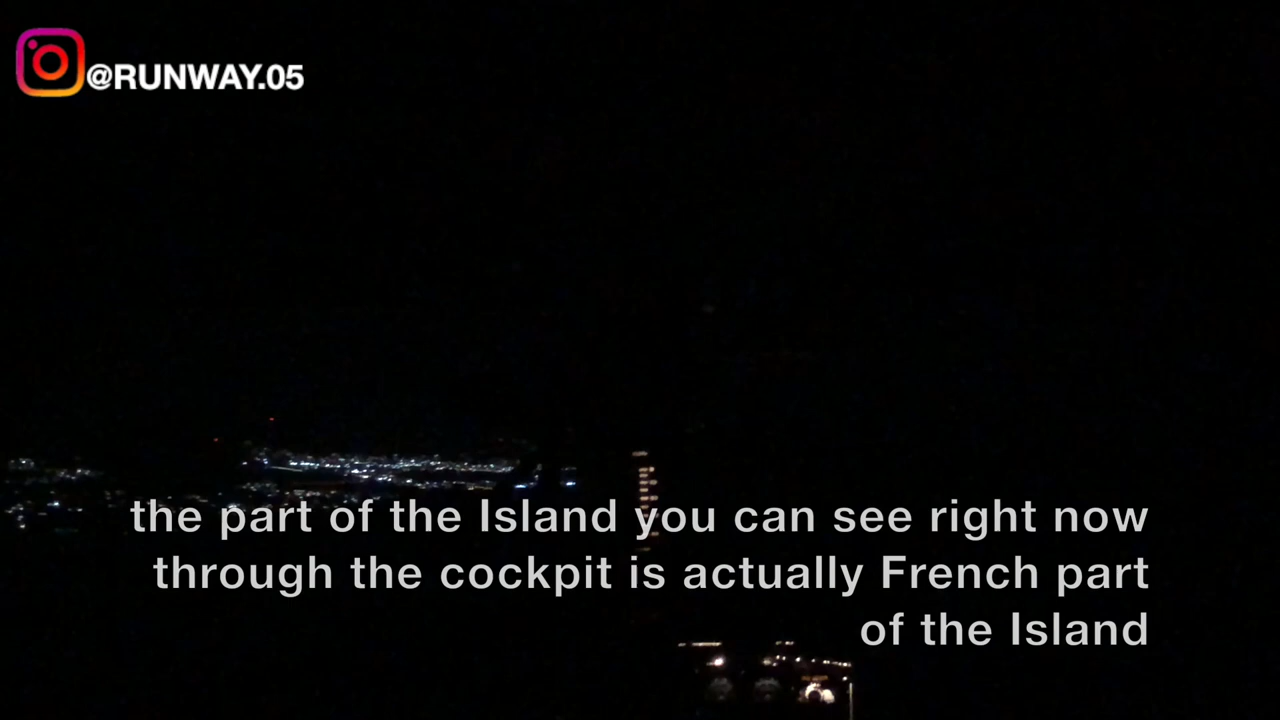 @RUNWAY.05
the part of the Island you can see right now
through the cockpit is actually French part
of the Island